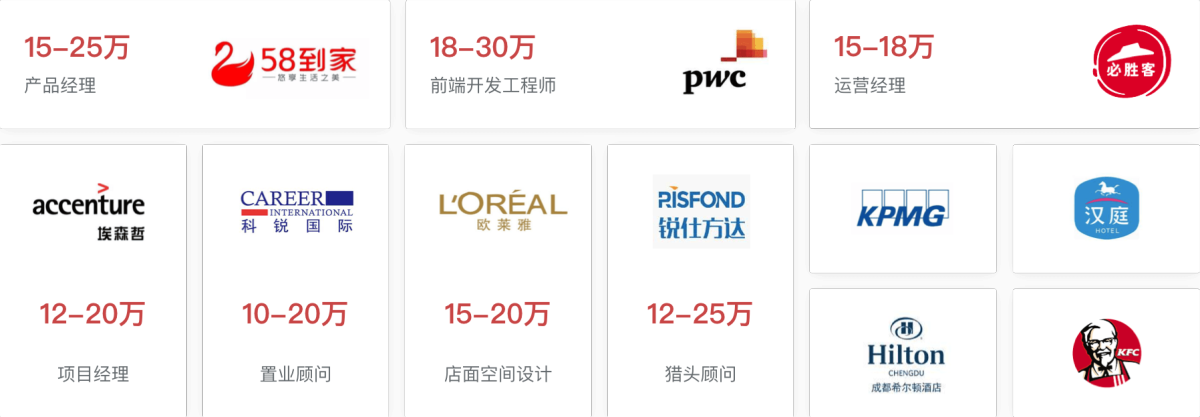 15-25万
产品经理
58到家
悠享生活之美
18-30万
前端开发工程师
pwc
15-18万
运营经理
必胜客
accenture
埃森哲
12-20万
项目经理
CAREER
INTERNATIONAL
科锐国际
10-20万
置业顾问
L'ORÉAL
欧莱雅
15-20万
店面空间设计
RISFOND
锐仕方达
12-25万
猎头顾问
KPMG
汉庭
HOTEL
Hilton
CHENGDU
成都希尔顿酒店
KFC